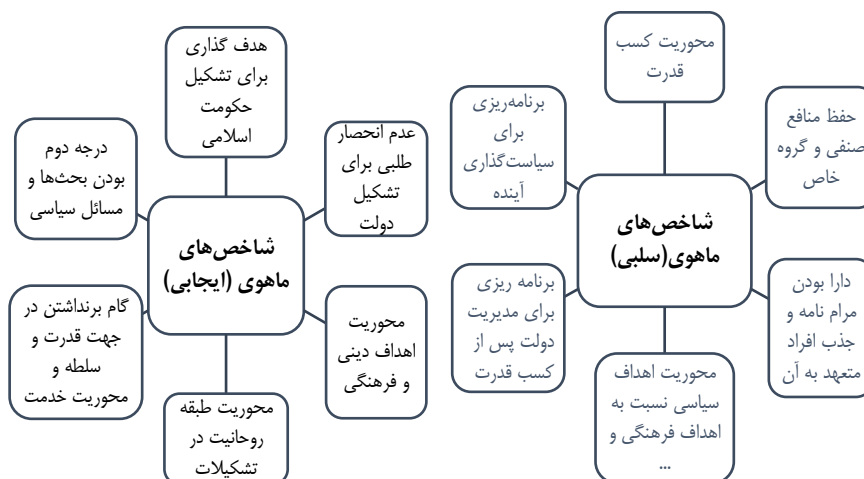 محوریت کسب
قدرت
حفظ منافع
صنفی و گروه
خاص
دارا بودن
مرام نامه و
جذب افراد
متعهد به آن
محوریت اهداف
سیاسی نسبت به
اهداف فرهنگی و
...
برنامه ریزی
برای مدیریت
دولت پس از
کسب قدرت
برنامه‌ریزی
برای
سیاست‌گذاری
آینده
شاخص‌های
ماهوی(سلبی)
هدف گذاری
برای تشکیل
حکومت
اسلامی
عدم انحصار
طلبی برای
تشکیل
دولت
محوریت
اهداف دینی
و فرهنگی
محوریت طبقه
روحانیت در
تشکیلات
گام برنداشتن در
جهت قدرت و
سلطه و
محوریت خدمت
درجه دوم
بودن بحث‌ها و
مسائل سیاسی
شاخص‌های
ماهوی (ایجابی)